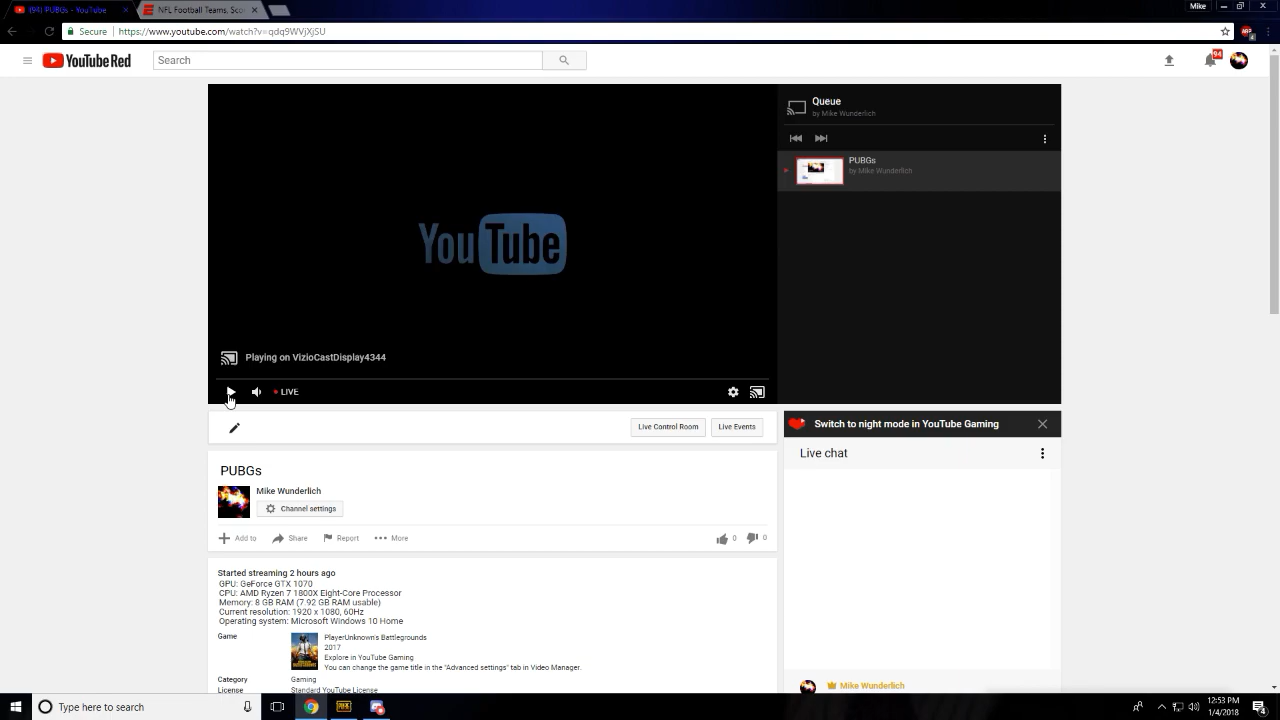 (94) PUBGs - YouTube
NFL Football Teams, Sco
Mike
Secure
https://www.youtube.com/watch?v=qdq9WVjXjSU
YouTube Red
Search
94
YouTube
Playing on VizioCastDisplay4344
LIVE
Queue
by Mike Wunderlich
PUBGs
by Mike Wunderlich
Live Control Room
Live Events
Switch to night mode in YouTube Gaming
Live chat
PUBGs
Mike Wunderlich
Channel settings
Add to
Share
Report
More
0
0
Started streaming 2 hours ago
GPU: GeForce GTX 1070
CPU: AMD Ryzen 7 1800X Eight-Core Processor
Memory: 8 GB RAM (7.92 GB RAM usable)
Current resolution: 1920 x 1080, 60Hz
Operating system: Microsoft Windows 10 Home
Game
PlayerUnknown's Battlegrounds
2017
Explore in YouTube Gaming
You can change the game title in the "Advanced settings" tab in Video Manager.
Category
Gaming
License
Standard YouTube License
Mike Wunderlich
Type here to search
12:53 PM
1/4/2018